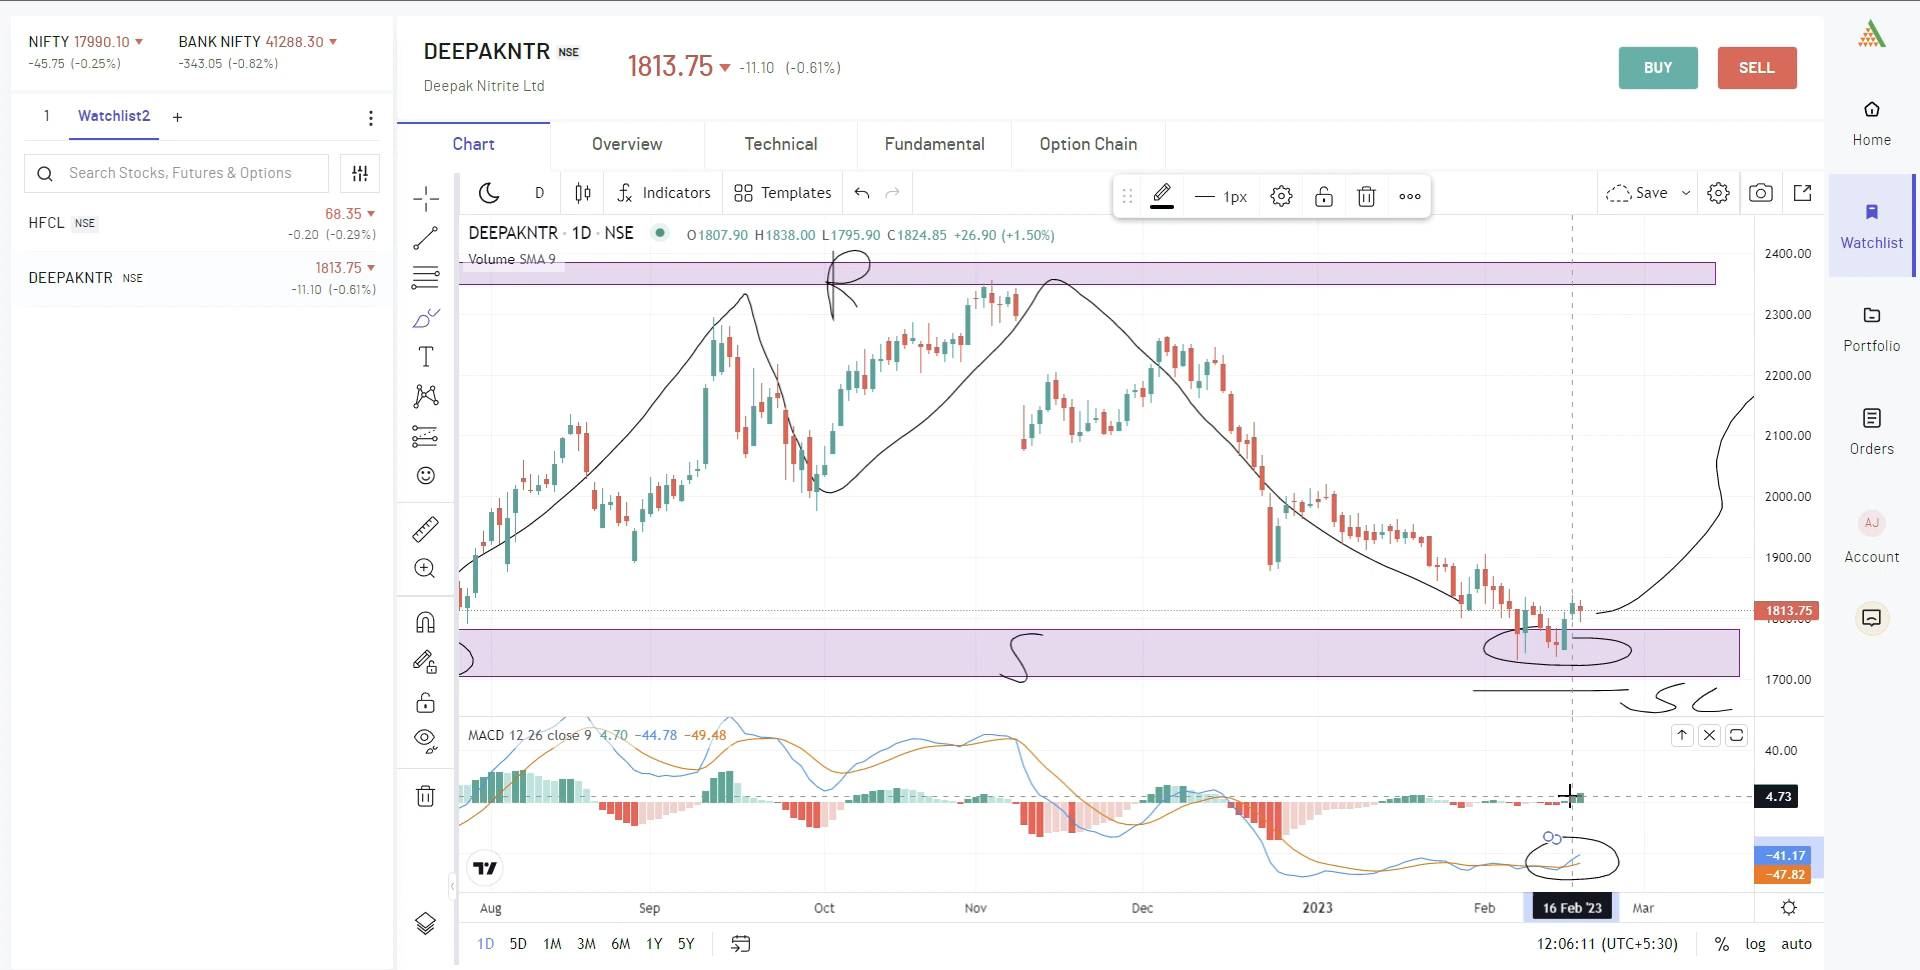 NIFTY 17990.10
-45.75 (-0.25%)
BANK NIFTY 41288.30
-343.05 (-0.82%)
1 Watchlist2 +
Search Stocks, Futures & Options
HFCL NSE 68.35
-0.20 (-0.29%)
DEEPAKNTR NSE 1813.75
-11.10 (-0.61%)
DEEPAKNTR NSE
Deepak Nitrite Ltd
1813.75 -11.10 (-0.61%)
BUY SELL
Chart Overview Technical Fundamental Option Chain
D Indicators Templates 1px Save
DEEPAKNTR · 1D · NSE O1807.90 H1838.00 L1795.90 C1824.85 +26.90 (+1.50%)
Volume SMA 9
R
S
SL
2400.00
2300.00
2200.00
2100.00
2000.00
1900.00
1813.75
1800.00
1700.00
MACD 12 26 close 9 4.70 −44.78 −49.48
40.00
4.73
−41.17
−47.82
Aug Sep Oct Nov Dec 2023 Feb 16 Feb '23 Mar
1D 5D 1M 3M 6M 1Y 5Y
12:06:11 (UTC+5:30) % log auto
Home
Watchlist
Portfolio
Orders
AJ
Account